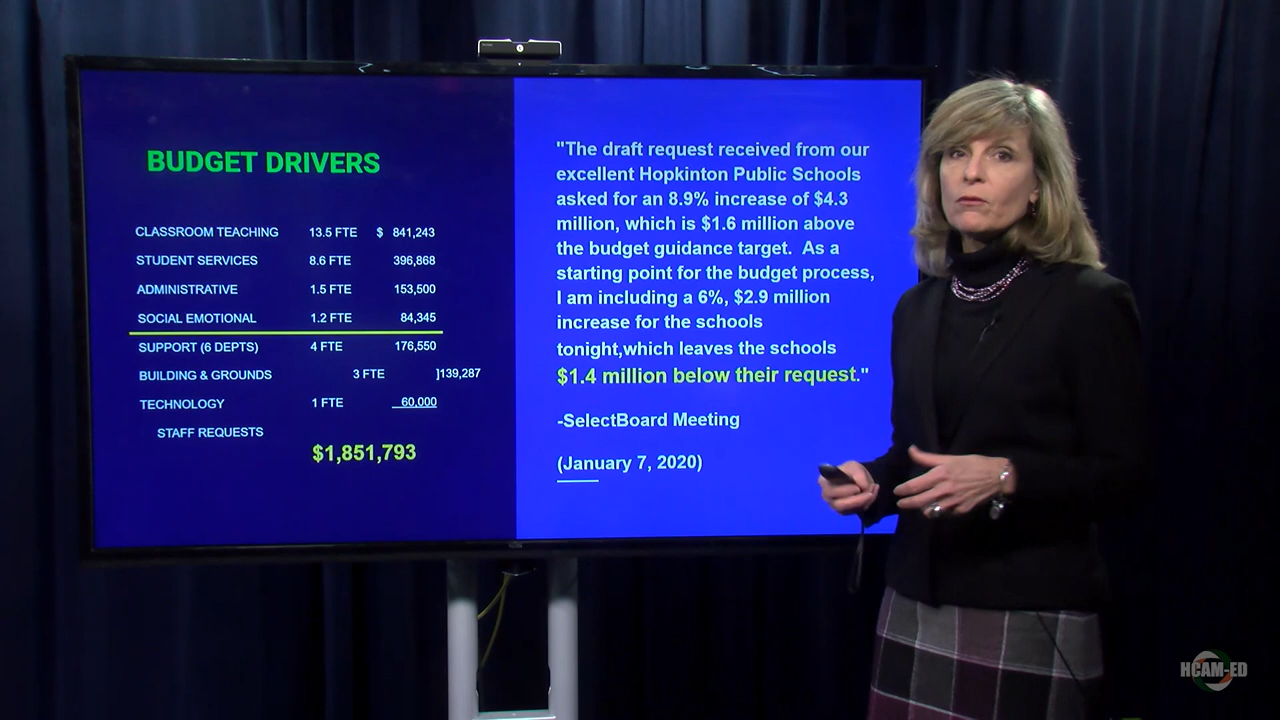 BUDGET DRIVERS
CLASSROOM TEACHING 13.5 FTE $ 841,243
STUDENT SERVICES 8.6 FTE 396,868
ADMINISTRATIVE 1.5 FTE 153,500
SOCIAL EMOTIONAL 1.2 FTE 84,345
SUPPORT (6 DEPTS) 4 FTE 176,550
BUILDING & GROUNDS 3 FTE ]139,287
TECHNOLOGY 1 FTE 60,000
STAFF REQUESTS
$1,851,793
"The draft request received from our
excellent Hopkinton Public Schools
asked for an 8.9% increase of $4.3
million, which is $1.6 million above
the budget guidance target. As a
starting point for the budget process,
I am including a 6%, $2.9 million
increase for the schools
tonight,which leaves the schools
$1.4 million below their request."
-SelectBoard Meeting
(January 7, 2020)
HCAM-ED